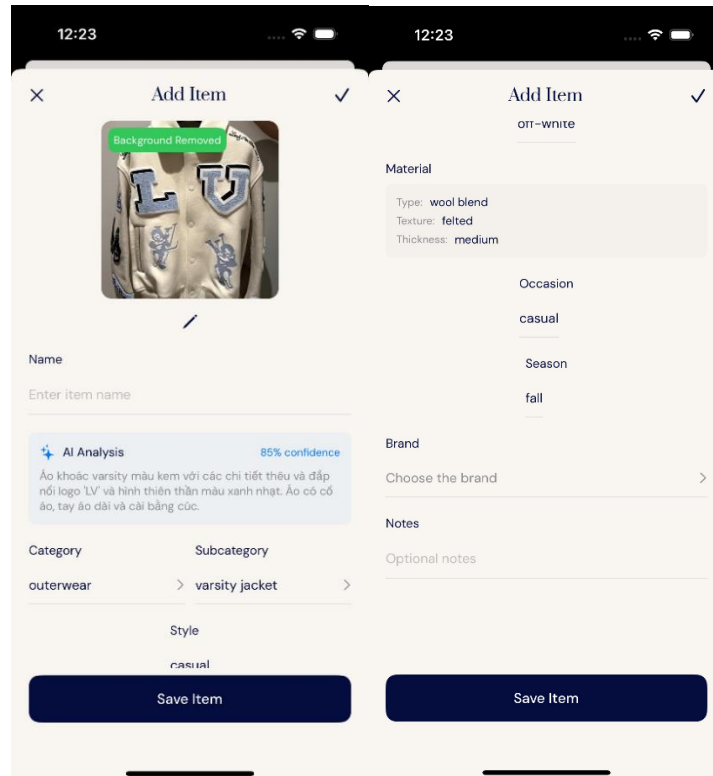 12:23
Add Item
Background Removed
L V
Name
Enter item name
AI Analysis
85% confidence
Áo khoác varsity màu kem với các chi tiết thêu và đắp
nổi logo 'LV' và hình thiên thần màu xanh nhạt. Áo có cổ
áo, tay áo dài và cài bằng cúc.
Category
Subcategory
outerwear
varsity jacket
Style
casual
Save Item
12:23
Add Item
off-white
Material
Type: wool blend
Texture: felted
Thickness: medium
Occasion
casual
Season
fall
Brand
Choose the brand
Notes
Optional notes
Save Item